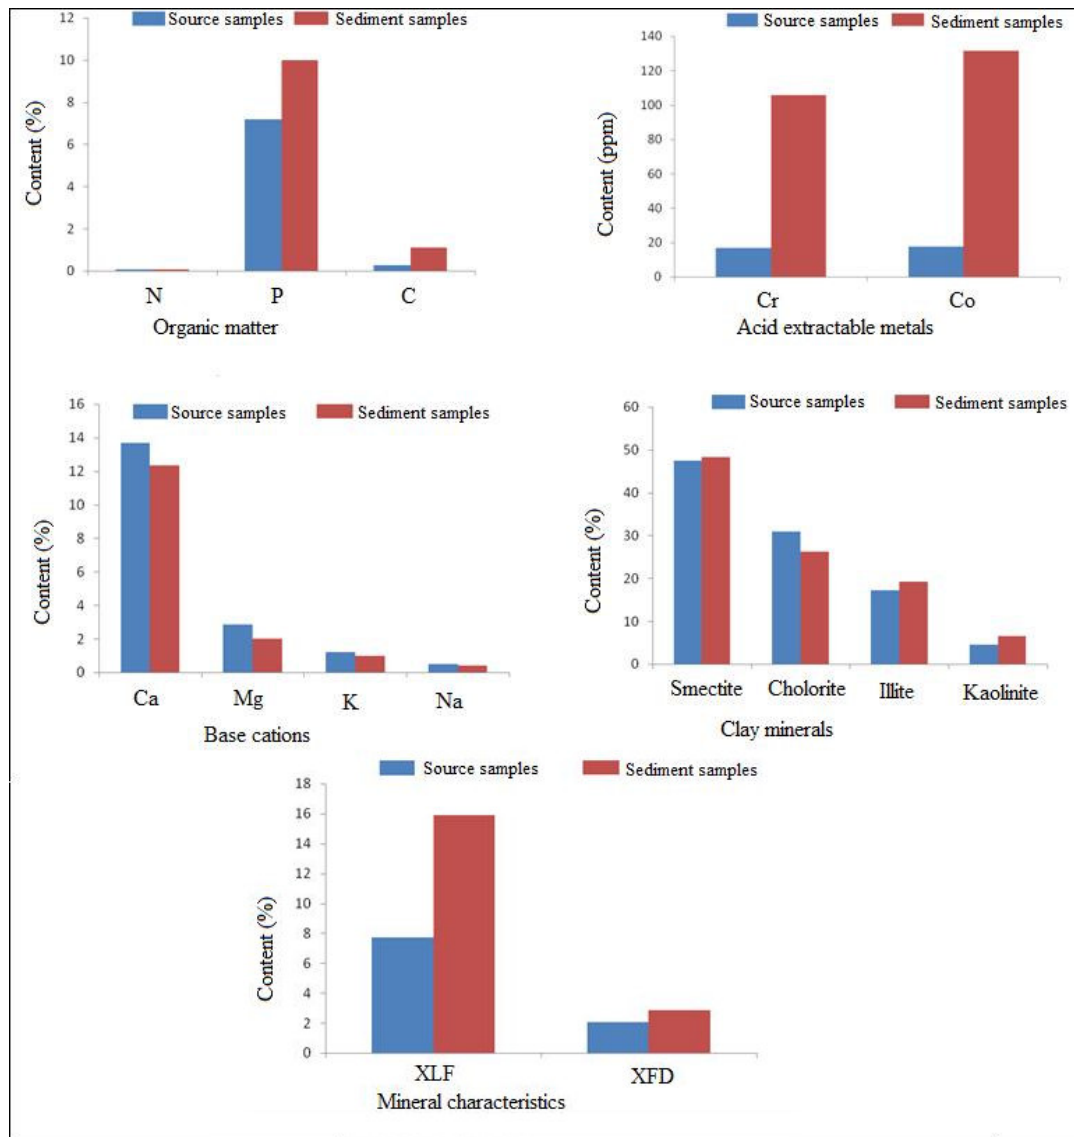 Source samples Sediment samples
Content (%)
12
10
8
6
4
2
0
N P C
Organic matter
Source samples Sediment samples
Content (ppm)
140
120
100
80
60
40
20
0
Cr Co
Acid extractable metals
Source samples Sediment samples
Content (%)
16
14
12
10
8
6
4
2
0
Ca Mg K Na
Base cations
Source samples Sediment samples
Content (%)
60
50
40
30
20
10
0
Smectite Cholorite Illite Kaolinite
Clay minerals
Source samples Sediment samples
Content (%)
18
16
14
12
10
8
6
4
2
0
XLF XFD
Mineral characteristics